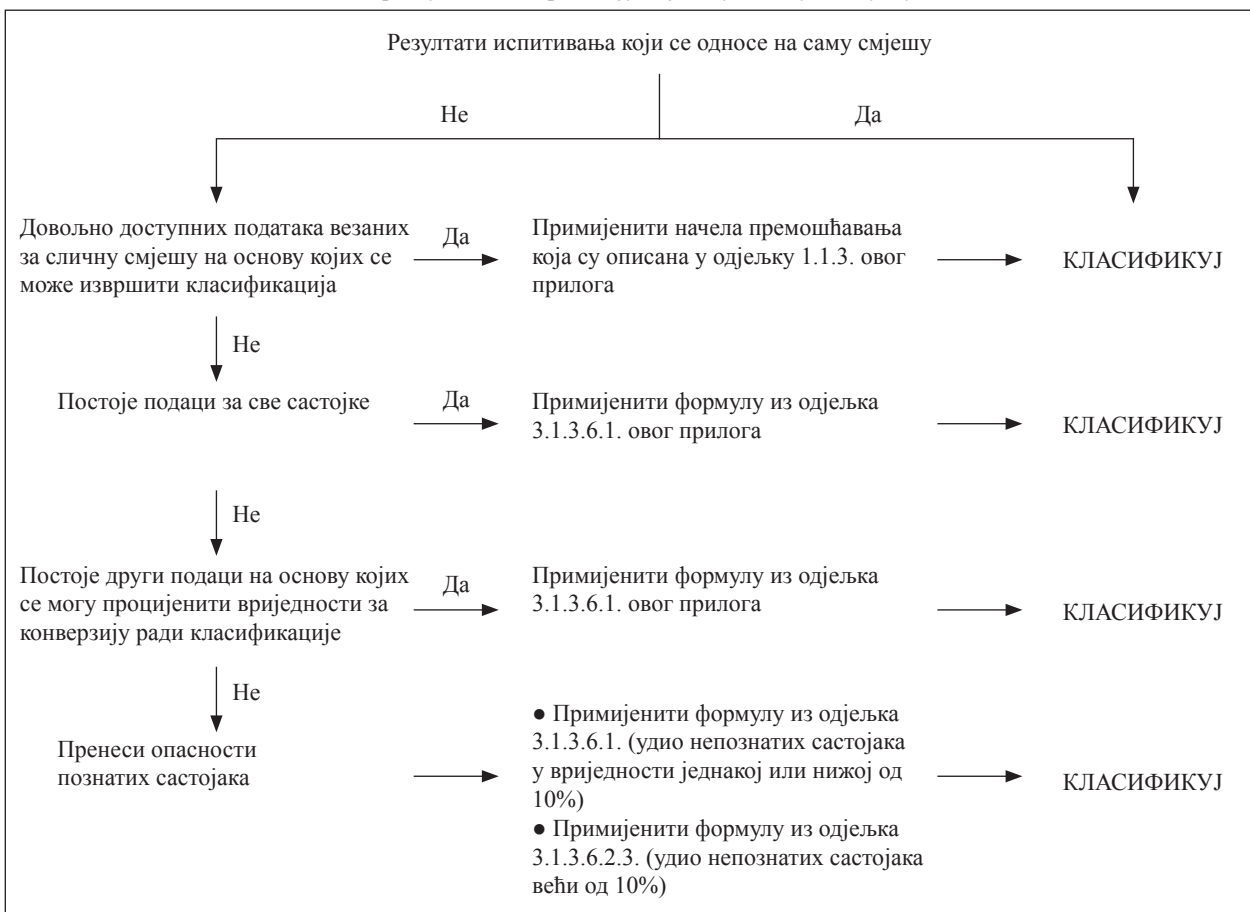 Резултати испитивања који се односе на саму смјешу
Не
Да
Довољно доступних података везаних
за сличну смјешу на основу којих се
може извршити класификација
Да
Примијенити начела премошћавања
која су описана у одјељку 1.1.3. овог
прилога
КЛАСИФИКУЈ
Не
Постоје подаци за све састојке
Да
Примијенити формулу из одјељка
3.1.3.6.1. овог прилога
КЛАСИФИКУЈ
Не
Постоје други подаци на основу којих
се могу процијенити вриједности за
конверзију ради класификације
Да
Примијенити формулу из одјељка
3.1.3.6.1. овог прилога
КЛАСИФИКУЈ
Не
Пренеси опасности
познатих састојака
● Примијенити формулу из одјељка
3.1.3.6.1. (удио непознатих састојака
у вриједности једнакој или нижој од
10%)
● Примијенити формулу из одјељка
3.1.3.6.2.3. (удио непознатих састојака
већи од 10%)
КЛАСИФИКУЈ